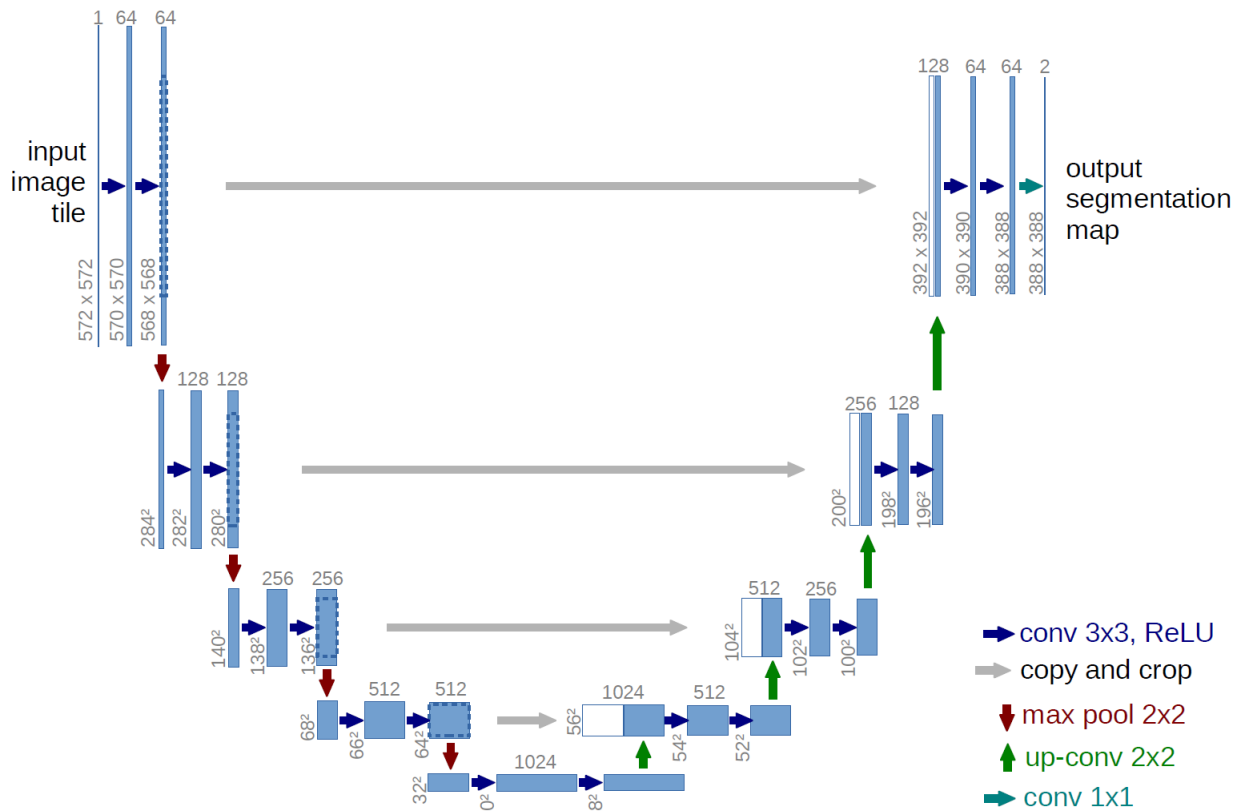 1 64 64
128 64 64 2
input
image
tile
output
segmentation
map
572 x 572
570 x 570
568 x 568
392 x 392
390 x 390
388 x 388
388 x 388
128 128
256 128
284²
282²
280²
200²
198²
196²
256 256
512 256
140²
138²
136²
104²
102²
100²
512 512
1024 512
68²
66²
64²
56²
54²
52²
1024
32²
conv 3x3, ReLU
copy and crop
max pool 2x2
up-conv 2x2
conv 1x1